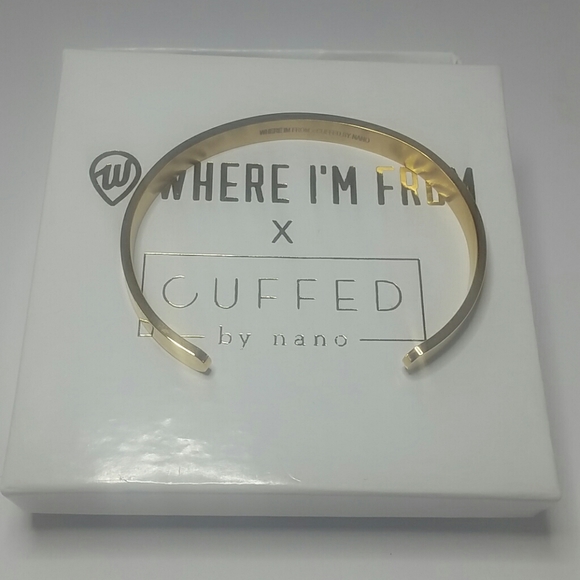 WHERE I'M FROM
X
CUFFED
by nano